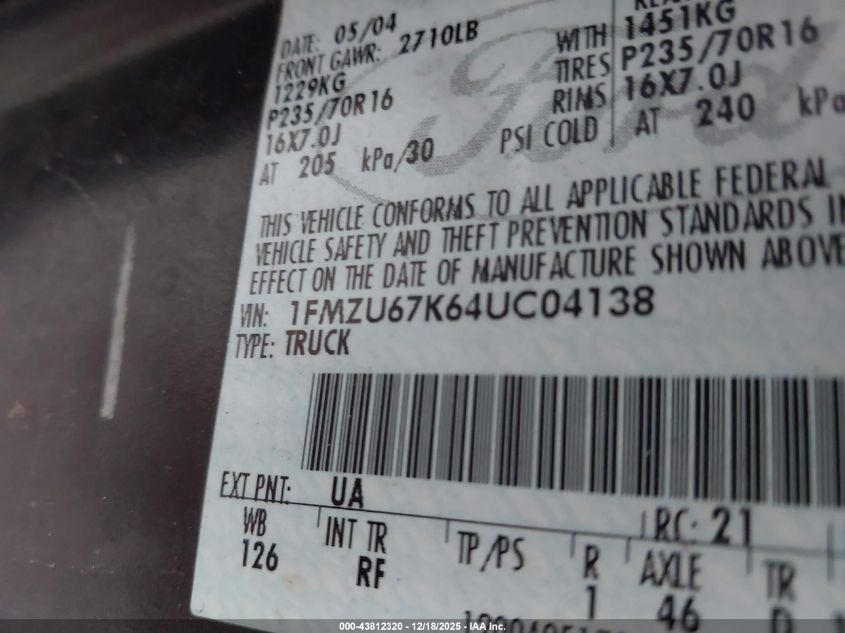 DATE: 05/04
FRONT GAWR: 2710LB
1229KG
P235/70R16
16X7.0J
AT 205 kPa/30 PSI COLD
WITH 1451KG
TIRES P235/70R16
RIMS 16X7.0J
AT 240 kPa
Ford
THIS VEHICLE CONFORMS TO ALL APPLICABLE FEDERAL
VEHICLE SAFETY AND THEFT PREVENTION STANDARDS IN
EFFECT ON THE DATE OF MANUFACTURE SHOWN ABOVE
VIN: 1FMZU67K64UC04138
TYPE: TRUCK
EXT PNT: UA
RC: 21
WB INT TR TP/PS R AXLE TR
126 RF 1 46 D
000-43812320 - 12/18/2025 - IAA Inc.